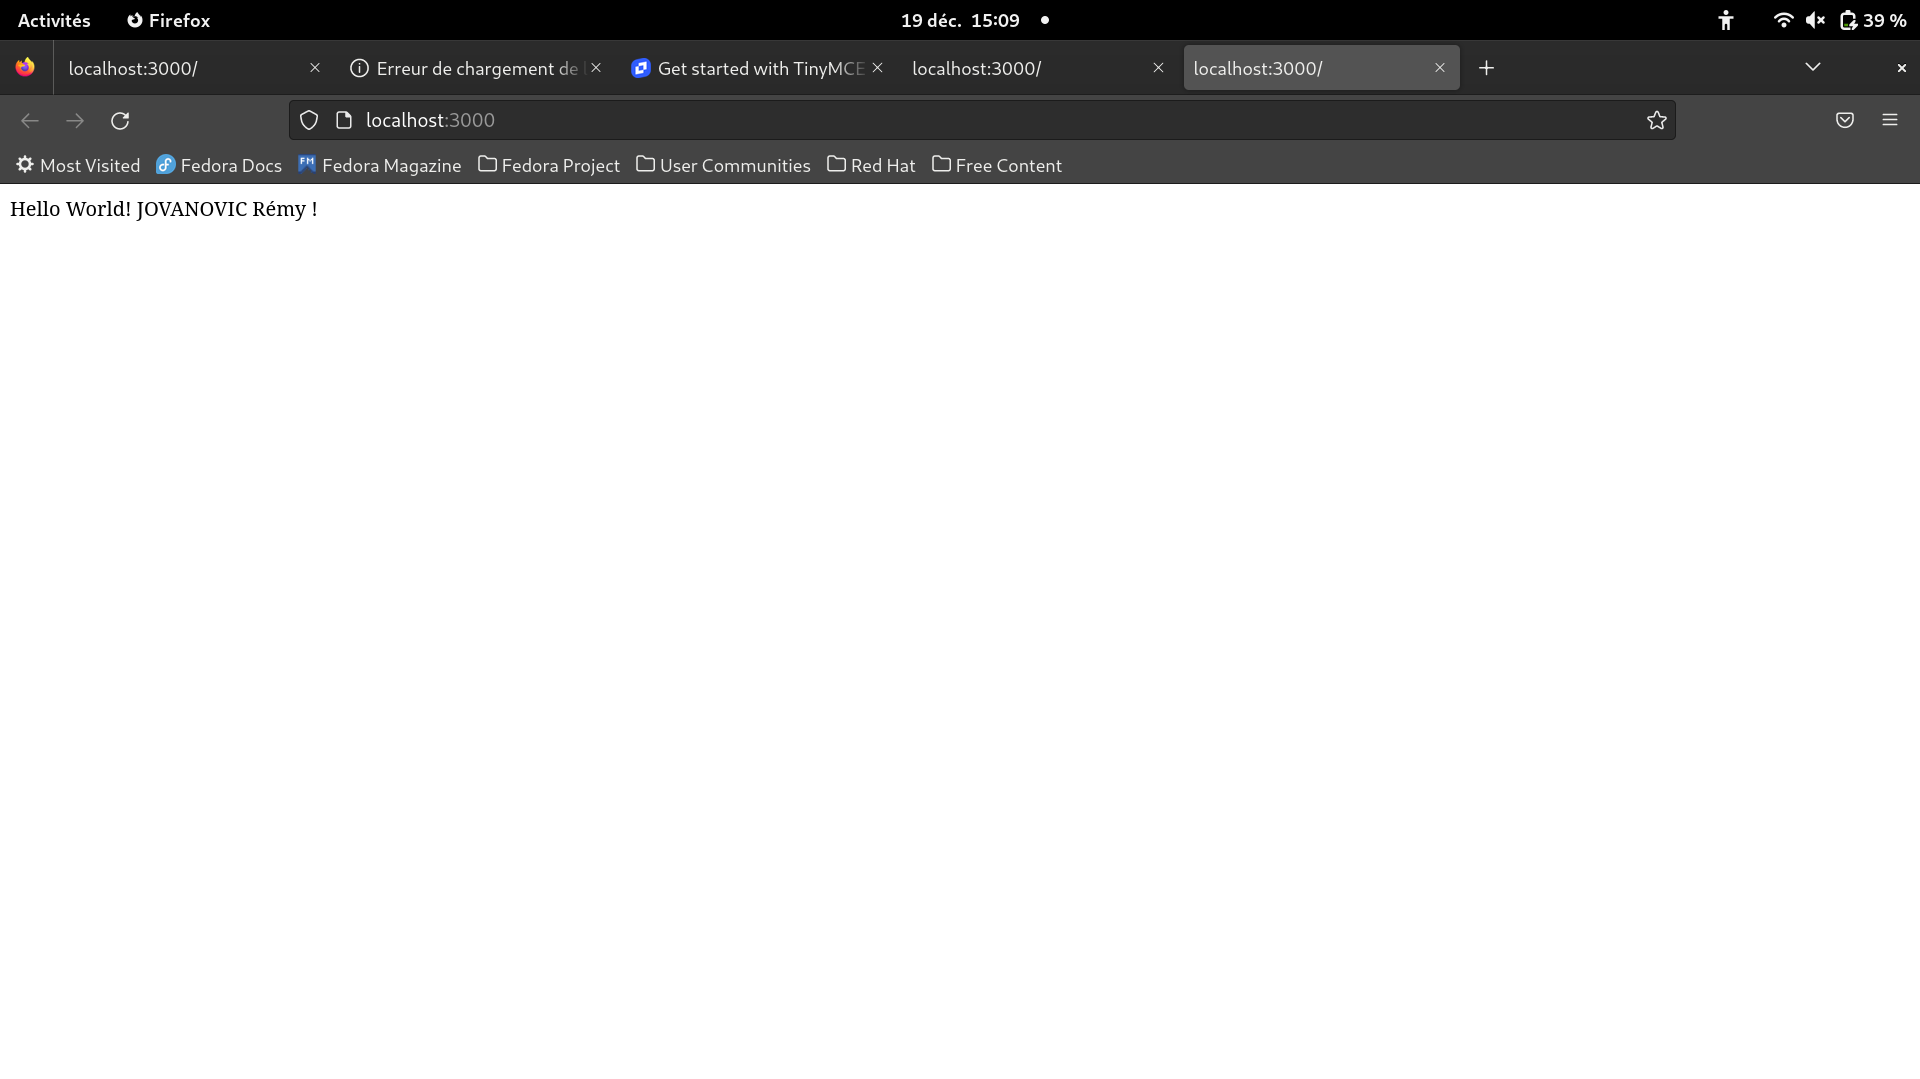 Activités Firefox 19 déc. 15:09 39 %
localhost:3000/ Erreur de chargement de Get started with TinyMCE localhost:3000/ localhost:3000/
localhost:3000
Most Visited Fedora Docs FM Fedora Magazine Fedora Project User Communities Red Hat Free Content
Hello World! JOVANOVIC Rémy !